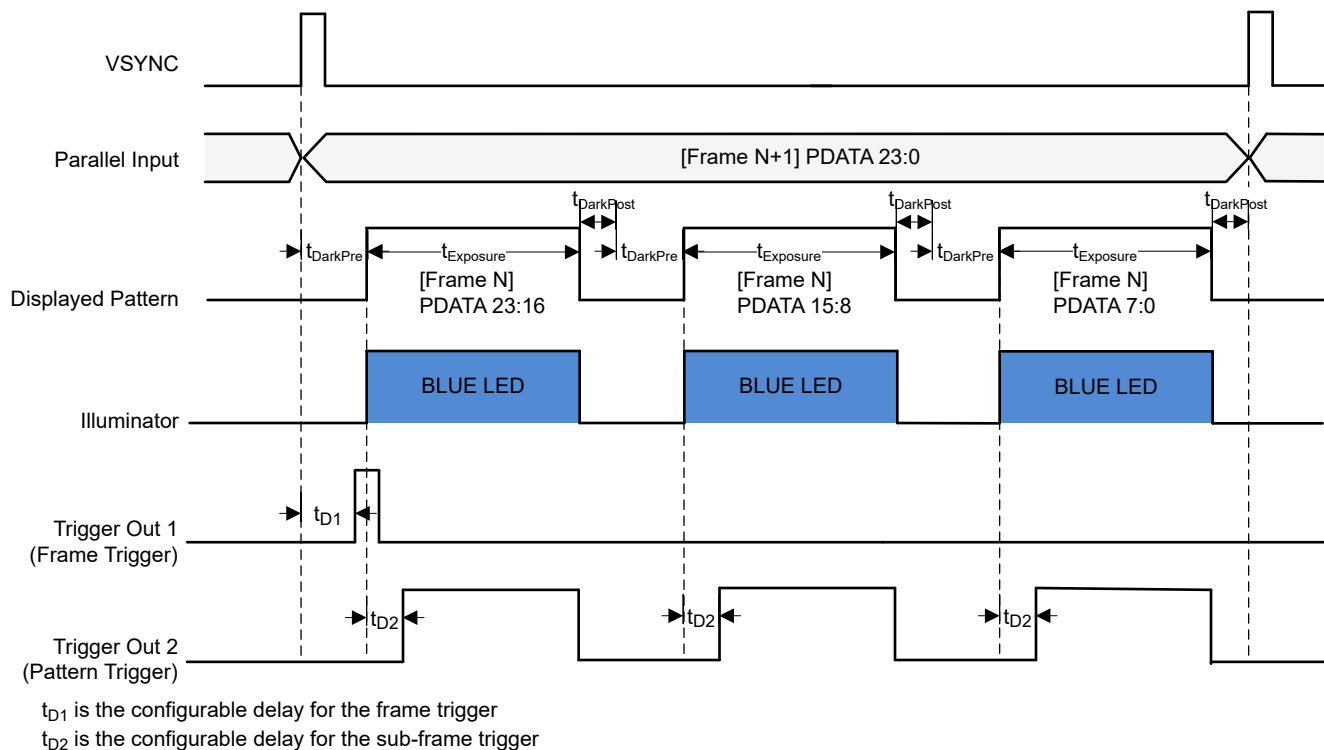 VSYNC
Parallel Input
[Frame N+1] PDATA 23:0
tDarkPost tDarkPost tDarkPost
tDarkPre tExposure tDarkPre tExposure tDarkPre tExposure
Displayed Pattern
[Frame N] [Frame N] [Frame N]
PDATA 23:16 PDATA 15:8 PDATA 7:0
BLUE LED BLUE LED BLUE LED
Illuminator
tD1
Trigger Out 1
(Frame Trigger)
tD2 tD2 tD2
Trigger Out 2
(Pattern Trigger)
tD1 is the configurable delay for the frame trigger
tD2 is the configurable delay for the sub-frame trigger